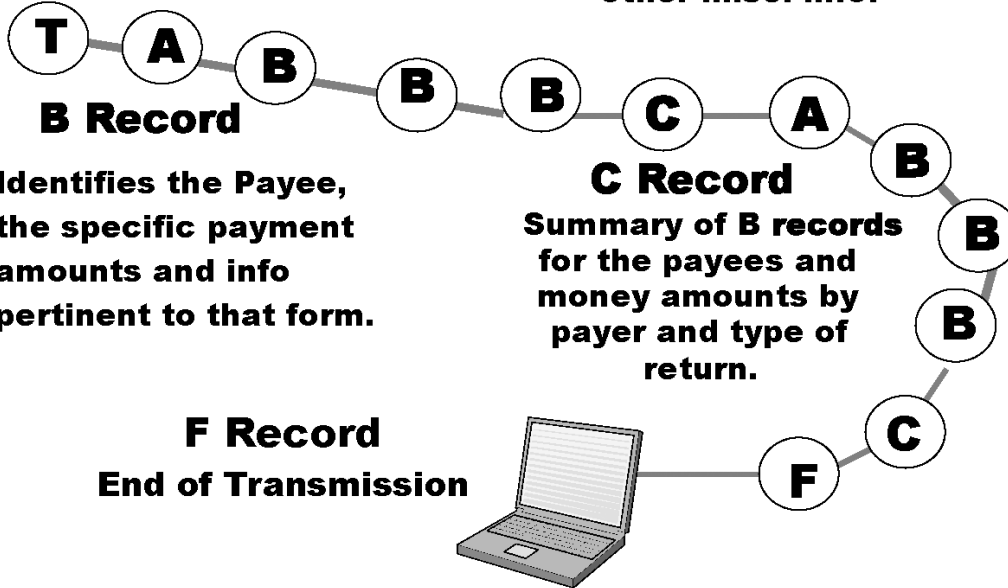 T A B B B C A B B B C F
B Record
Identifies the Payee,
the specific payment
amounts and info
pertinent to that form.
C Record
Summary of B records
for the payees and
money amounts by
payer and type of
return.
F Record
End of Transmission